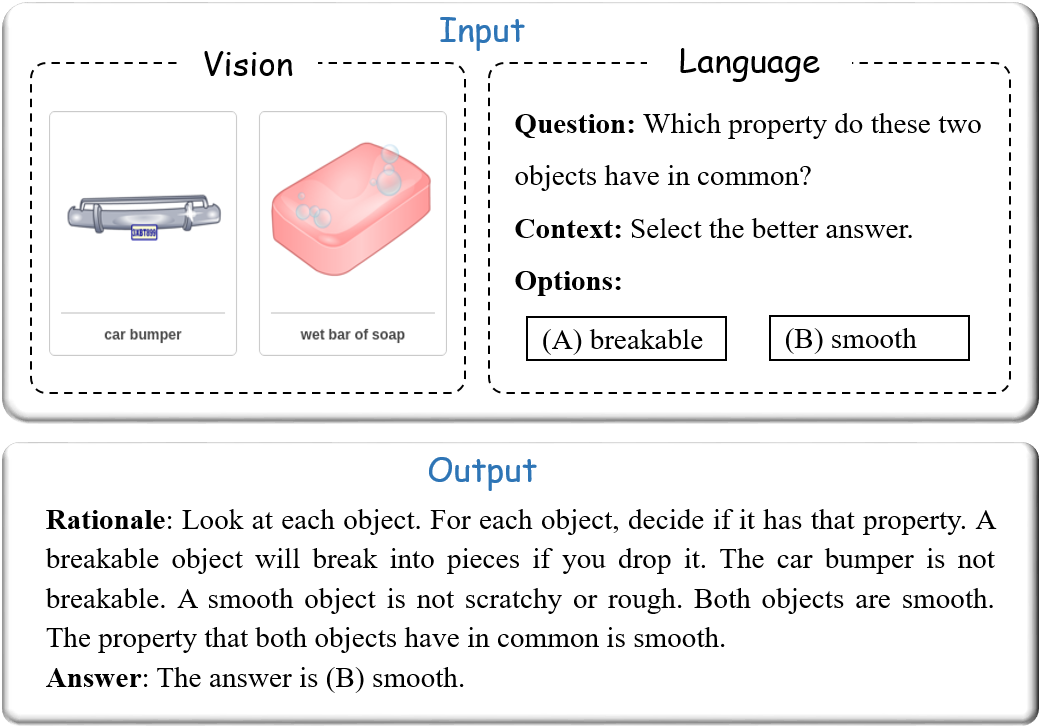 Input
Vision
3XBT899
car bumper
wet bar of soap
Language
Question: Which property do these two
objects have in common?
Context: Select the better answer.
Options:
(A) breakable
(B) smooth
Output
Rationale: Look at each object. For each object, decide if it has that property. A
breakable object will break into pieces if you drop it. The car bumper is not
breakable. A smooth object is not scratchy or rough. Both objects are smooth.
The property that both objects have in common is smooth.
Answer: The answer is (B) smooth.